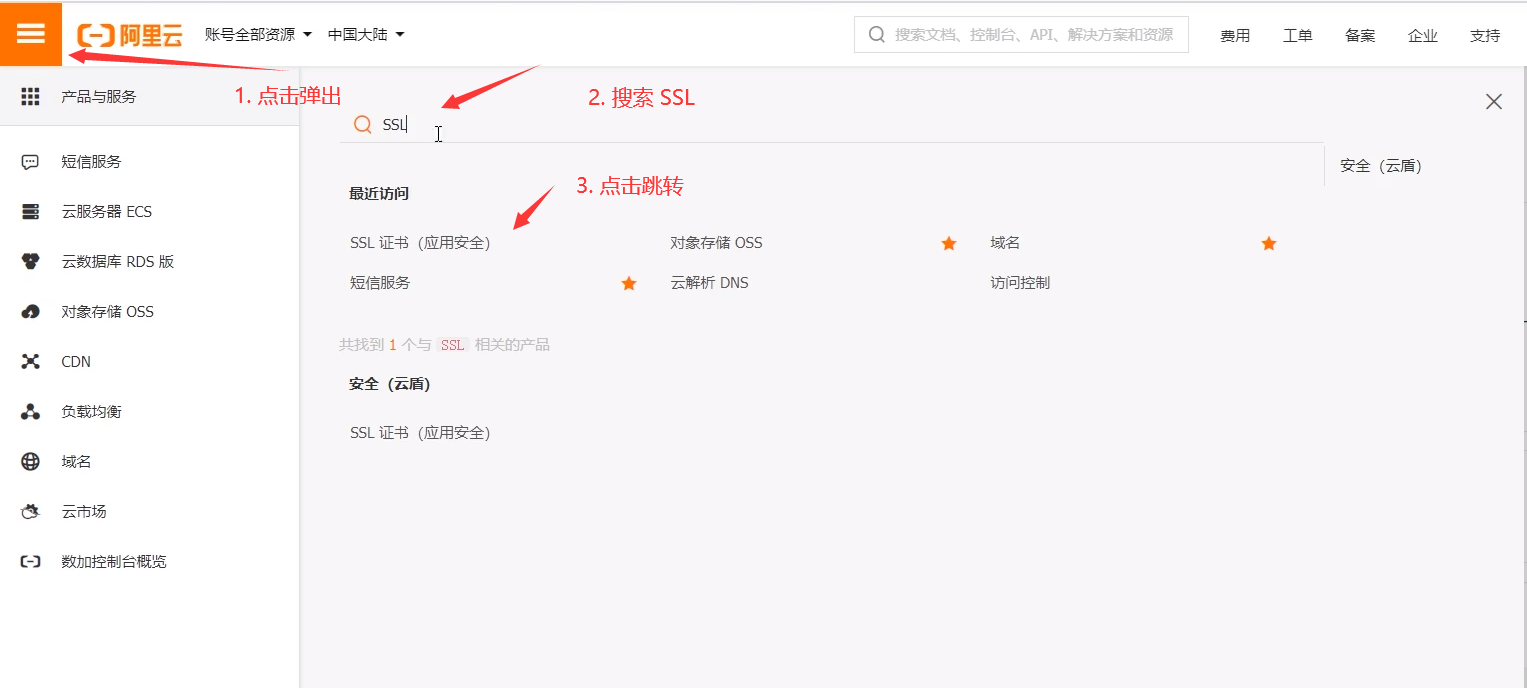 阿里云 账号全部资源 中国大陆 搜索文档、控制台、API、解决方案和资源 费用 工单 备案 企业 支持
产品与服务
1. 点击弹出
2. 搜索 SSL
SSL
安全（云盾）
短信服务
云服务器 ECS
云数据库 RDS 版
对象存储 OSS
CDN
负载均衡
域名
云市场
数加控制台概览
最近访问
3. 点击跳转
SSL 证书（应用安全） 对象存储 OSS 域名
短信服务 云解析 DNS 访问控制
共找到 1 个与 SSL 相关的产品
安全（云盾）
SSL 证书（应用安全）